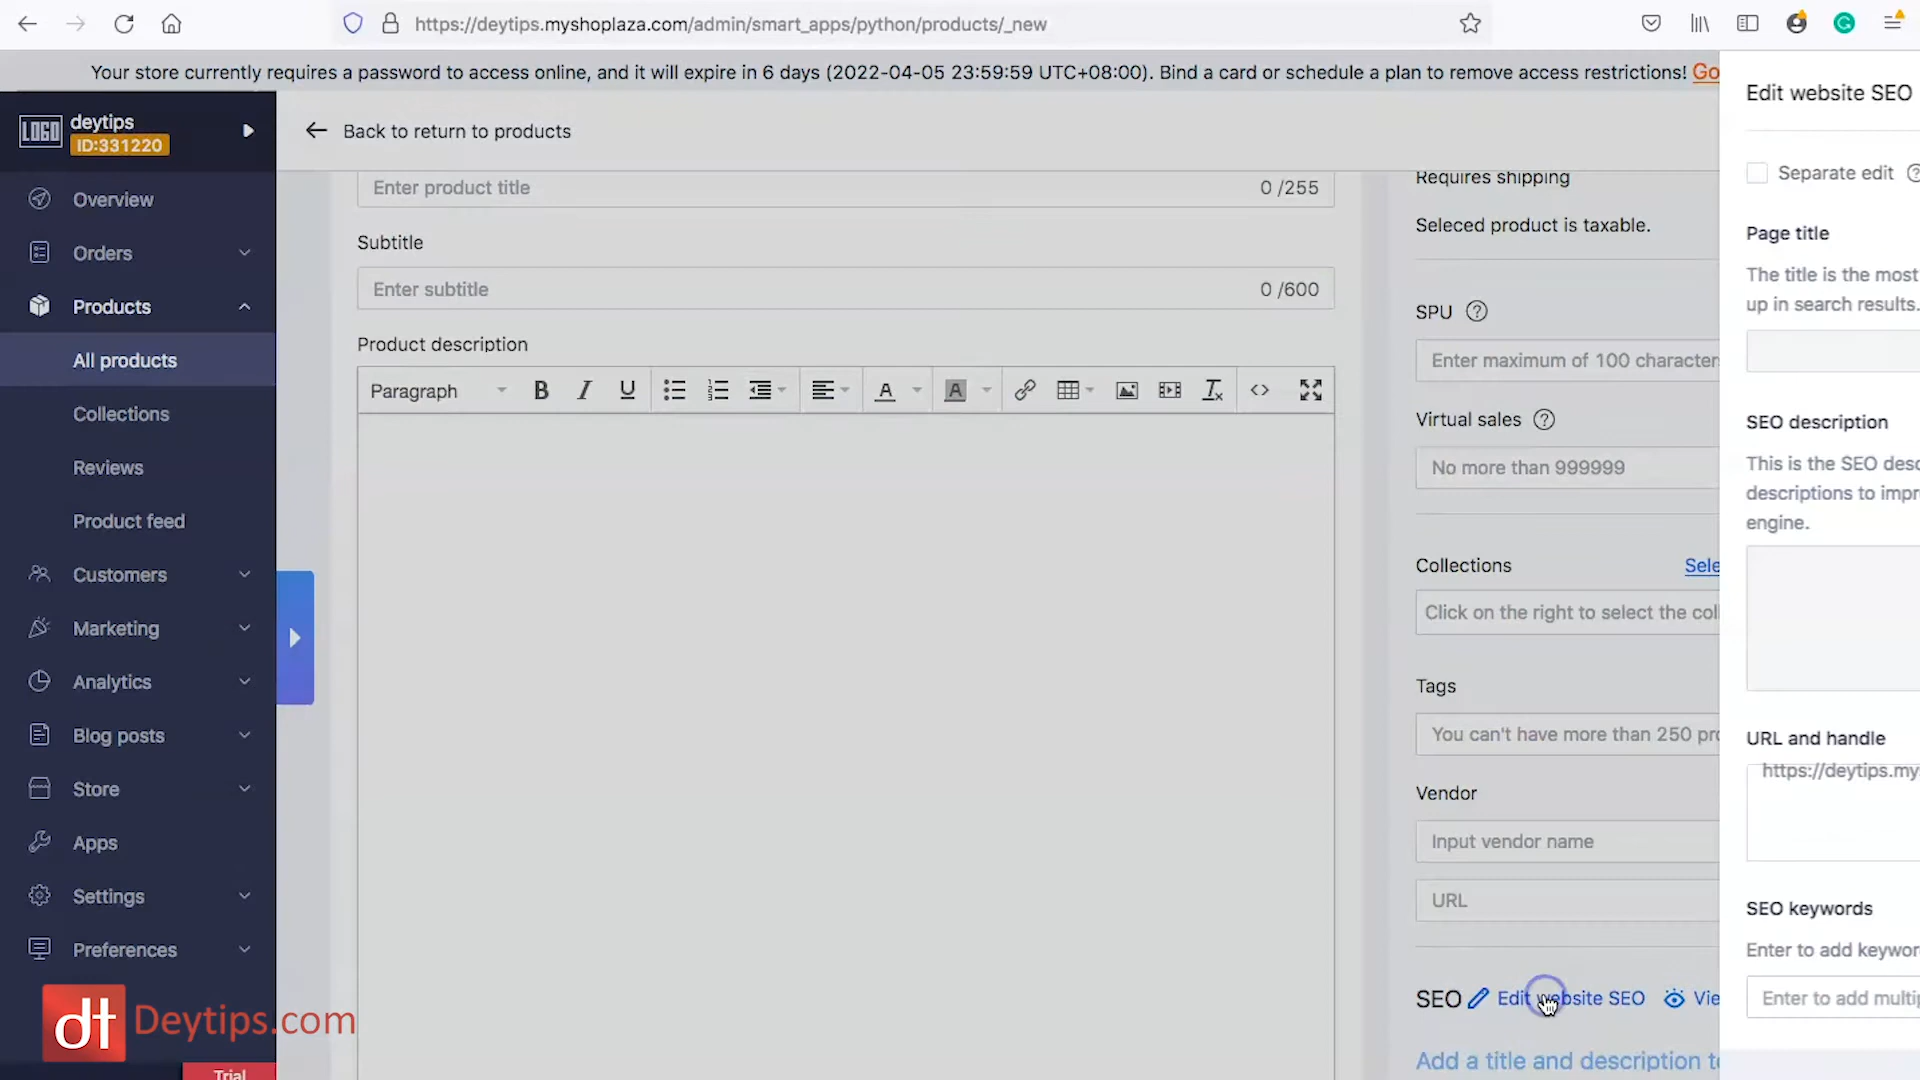 https://deytips.myshoplaza.com/admin/smart_apps/python/products/_new
Your store currently requires a password to access online, and it will expire in 6 days (2022-04-05 23:59:59 UTC+08:00). Bind a card or schedule a plan to remove access restrictions! Go
LOGO
deytips
ID:331220
Overview
Orders
Products
All products
Collections
Reviews
Product feed
Customers
Marketing
Analytics
Blog posts
Store
Apps
Settings
Preferences
dt Deytips.com
Trial
Back to return to products
Enter product title 0 /255
Subtitle
Enter subtitle 0 /600
Product description
Paragraph B I U A A
Requires shipping
Seleced product is taxable.
SPU ?
Enter maximum of 100 characters
Virtual sales ?
No more than 999999
Collections Sele
Click on the right to select the coll
Tags
You can't have more than 250 pro
Vendor
Input vendor name
URL
SEO Edit website SEO Vie
Add a title and description t
Edit website SEO
Separate edit ?
Page title
The title is the most
up in search results.
SEO description
This is the SEO desc
descriptions to impr
engine.
URL and handle
https://deytips.my
SEO keywords
Enter to add keywor
Enter to add multip